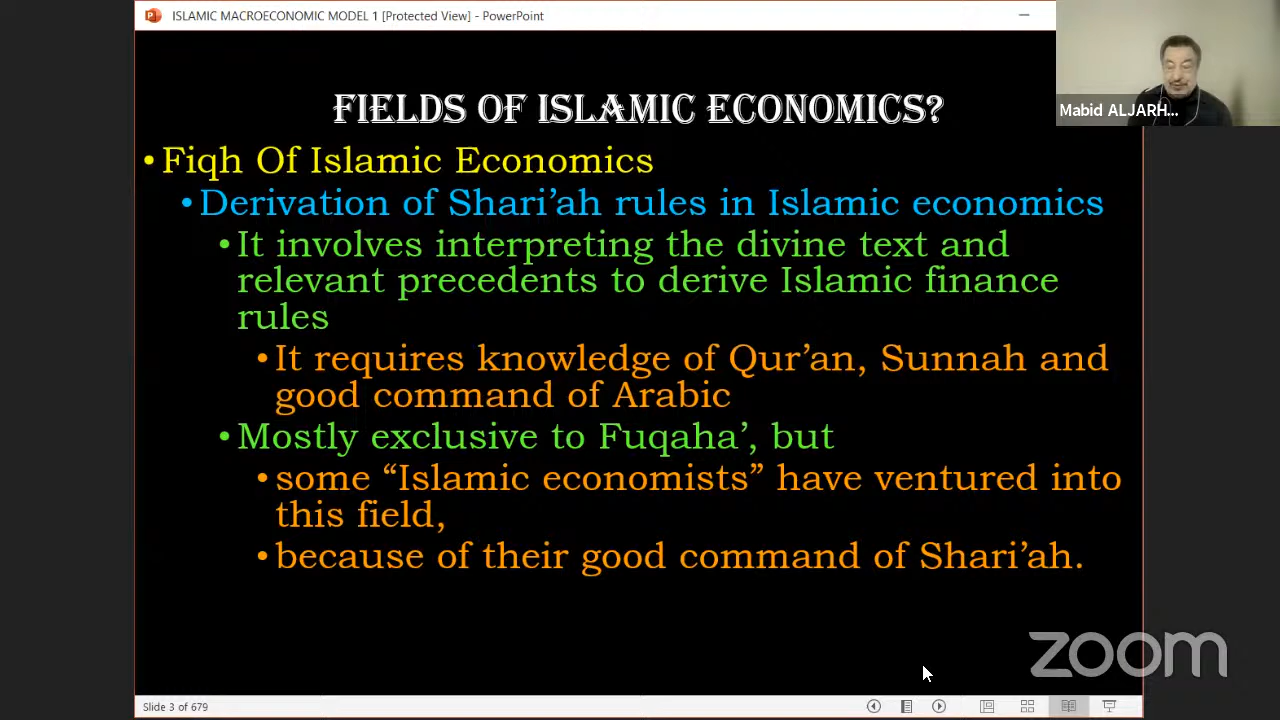 ISLAMIC MACROECONOMIC MODEL 1 [Protected View] - PowerPoint
Mabid ALJARH...
FIELDS OF ISLAMIC ECONOMICS?
•Fiqh Of Islamic Economics
•Derivation of Shari’ah rules in Islamic economics
•It involves interpreting the divine text and
relevant precedents to derive Islamic finance
rules
•It requires knowledge of Qur’an, Sunnah and
good command of Arabic
•Mostly exclusive to Fuqaha’, but
•some “Islamic economists” have ventured into
this field,
•because of their good command of Shari’ah.
zoom
Slide 3 of 679